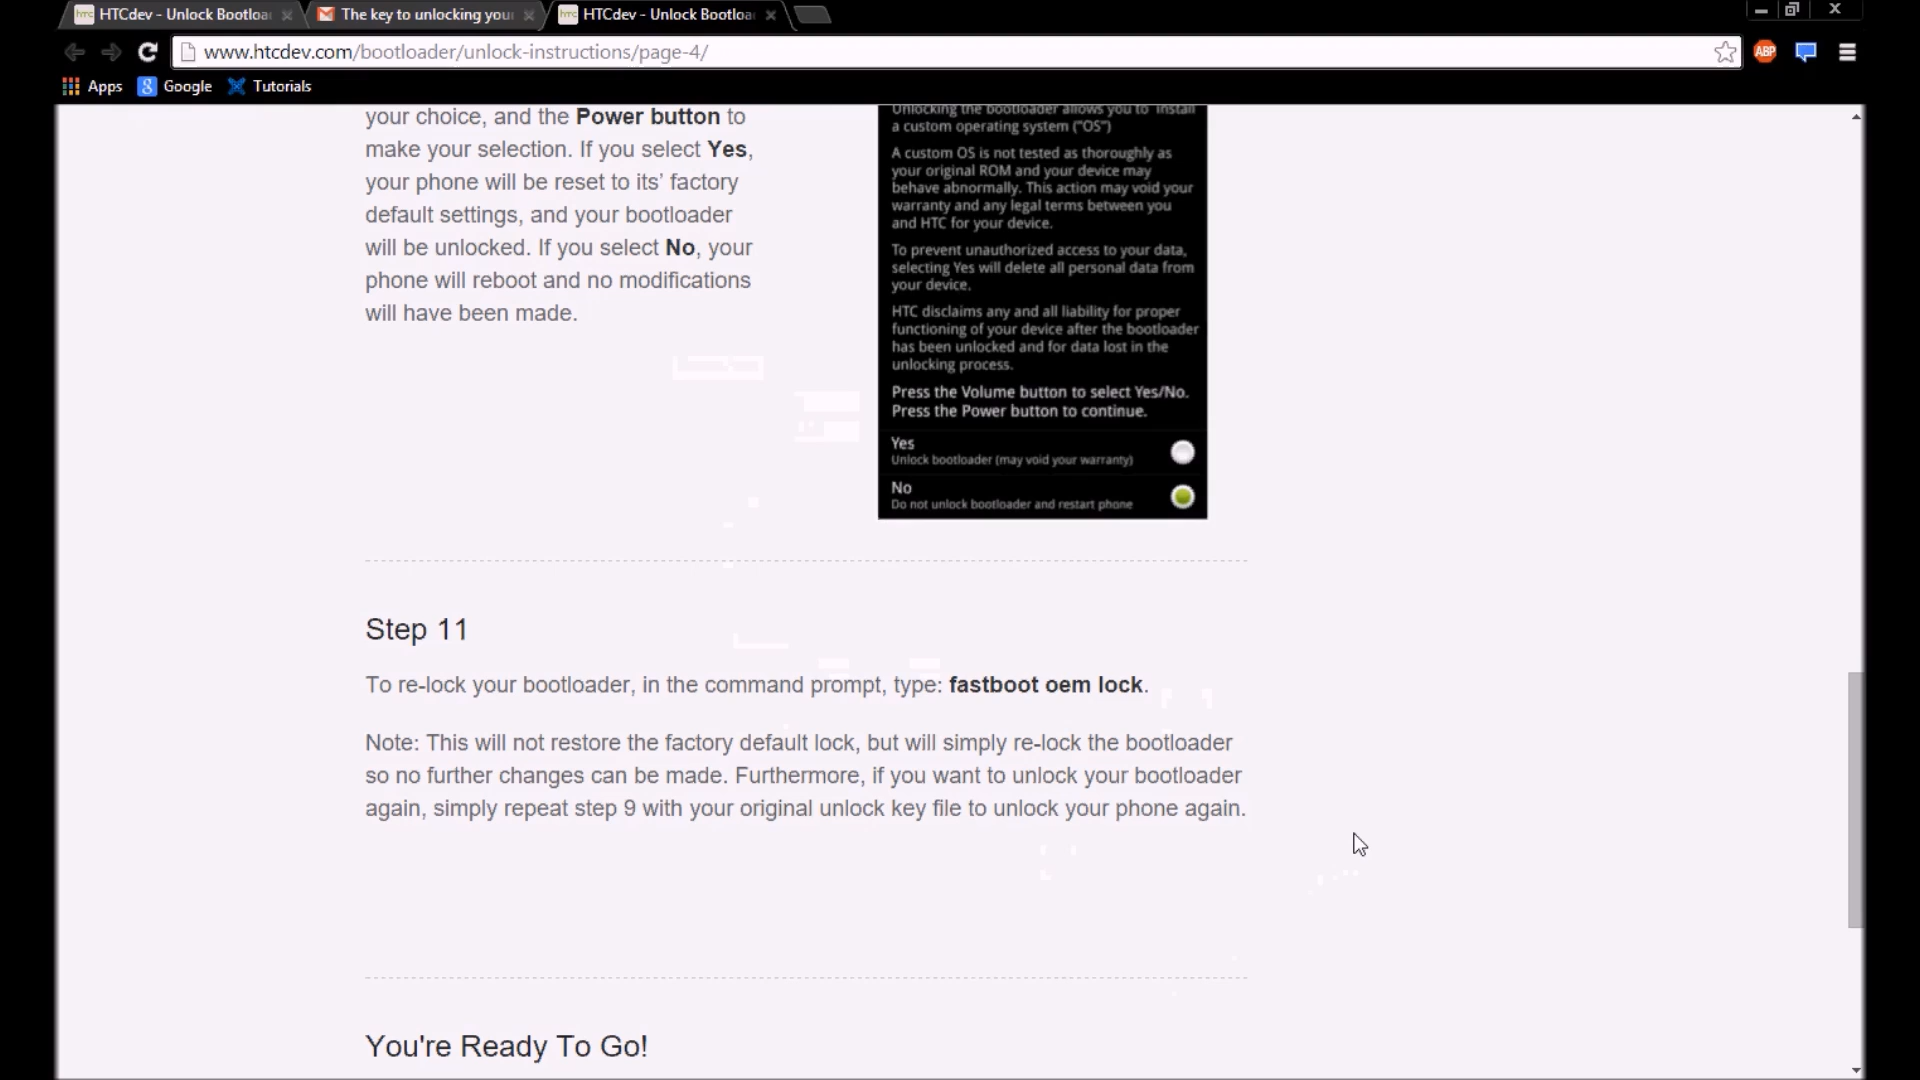 HTCdev - Unlock Bootloa
The key to unlocking you
HTCdev - Unlock Bootloa
www.htcdev.com/bootloader/unlock-instructions/page-4/
ABP
Apps
Google
Tutorials
your choice, and the Power button to
make your selection. If you select Yes,
your phone will be reset to its’ factory
default settings, and your bootloader
will be unlocked. If you select No, your
phone will reboot and no modifications
will have been made.
Unlocking the bootloader allows you to install
a custom operating system ("OS")
A custom OS is not tested as thoroughly as
your original ROM and your device may
behave abnormally. This action may void your
warranty and any legal terms between you
and HTC for your device.
To prevent unauthorized access to your data,
selecting Yes will delete all personal data from
your device.
HTC disclaims any and all liability for proper
functioning of your device after the bootloader
has been unlocked and for data lost in the
unlocking process.
Press the Volume button to select Yes/No.
Press the Power button to continue.
Yes
Unlock bootloader (may void your warranty)
No
Do not unlock bootloader and restart phone
Step 11
To re-lock your bootloader, in the command prompt, type: fastboot oem lock.
Note: This will not restore the factory default lock, but will simply re-lock the bootloader
so no further changes can be made. Furthermore, if you want to unlock your bootloader
again, simply repeat step 9 with your original unlock key file to unlock your phone again.
You're Ready To Go!